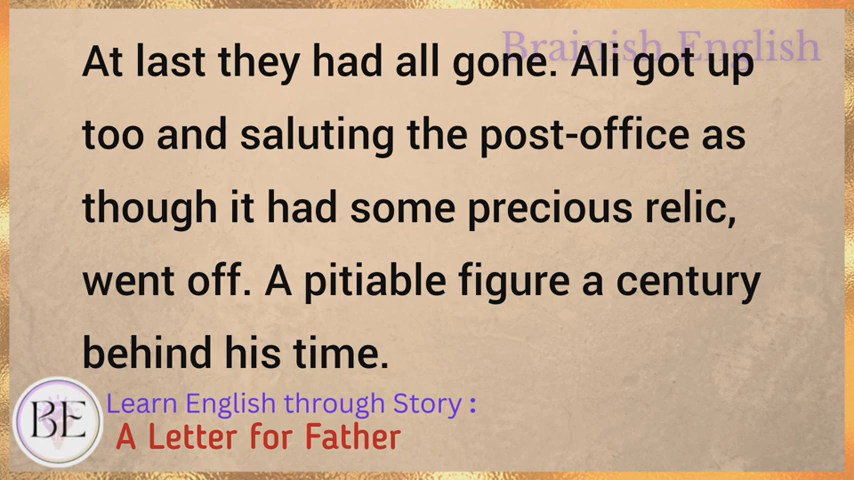 Brainish English
At last they had all gone. Ali got up
too and saluting the post-office as
though it had some precious relic,
went off. A pitiable figure a century
behind his time.
BE
Learn English through Story :
A Letter for Father